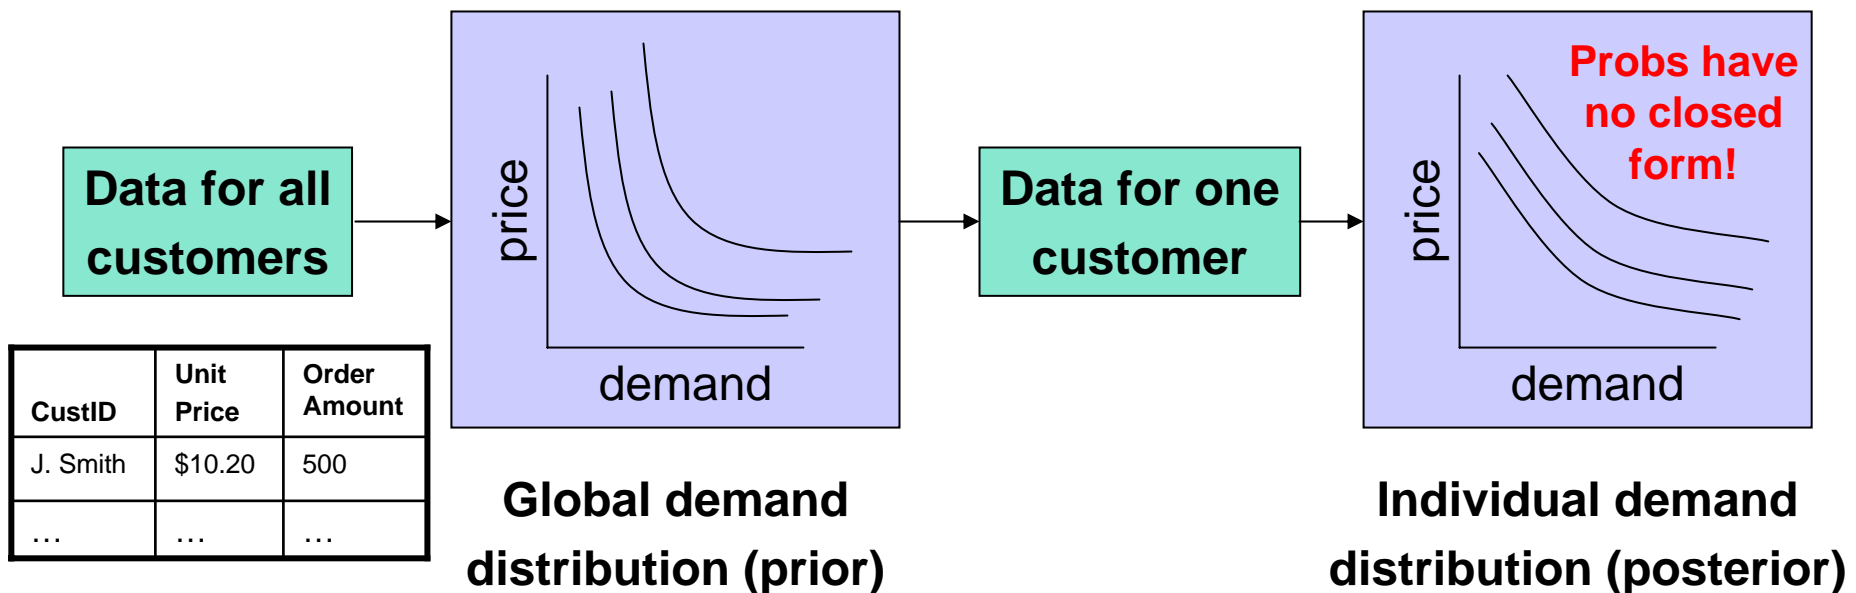 Data for all
customers
CustID
Unit
Price
Order
Amount
J. Smith
$10.20
500
…
…
…
price
demand
Global demand
distribution (prior)
Data for one
customer
Probs have
no closed
form!
price
demand
Individual demand
distribution (posterior)